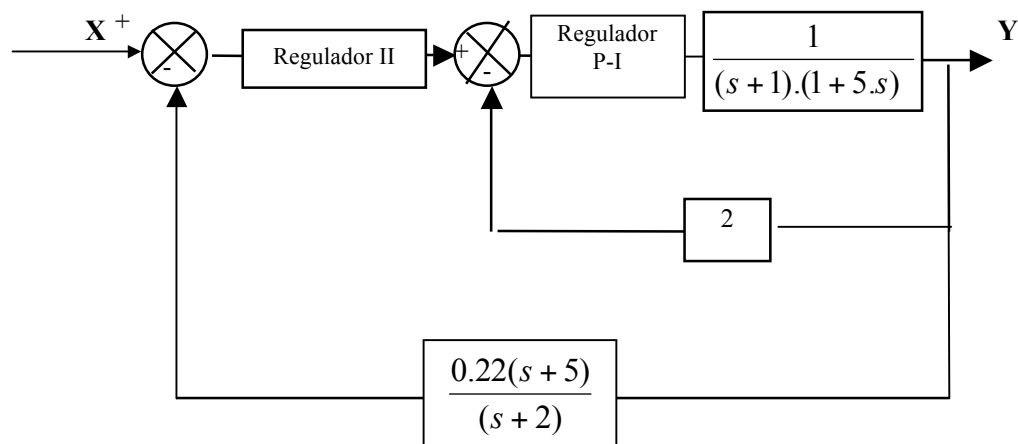 X + - Regulador II + - Regulador
P-I
1
(s+1).(1+5.s)
Y
2
0.22(s+5)
(s+2)